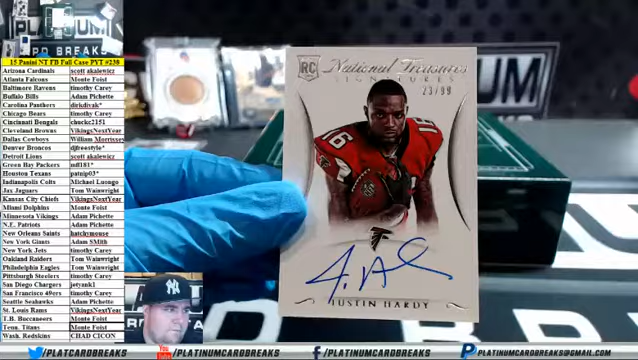 15 Panini NT FB Full Case PYT #230
Arizona Cardinals scott akalewicz
Atlanta Falcons Monte Foist
Baltimore Ravens timothy Carey
Buffalo Bills Adam Pichette
Carolina Panthers dirkdiyak*
Chicago Bears timothy Carey
Cincinnati Bengals chuckc2151
Cleveland Browns VikingsNextYear
Dallas Cowboys William Morrissey
Denver Broncos djfreestyle*
Detroit Lions scott akalewicz
Green Bay Packers mff181*
Houston Texans patnip03*
Indianapolis Colts Michael Luongo
Jax Jaguars Tom Wainwright
Kansas City Chiefs VikingsNextYear
Miami Dolphins Monte Foist
Minnesota Vikings Adam Pichette
N.E. Patriots Adam Pichette
New Orleans Saints hatchymouse
New York Giants Adam SMith
New York Jets timothy Carey
Oakland Raiders Tom Wainwright
Philadelphia Eagles Tom Wainwright
Pittsburgh Steelers timothy Carey
San Diego Chargers jetyank1
San Francisco 49ers timothy Carey
Seattle Seahawks Adam Pichette
St. Louis Rams VikingsNextYear
T.B. Buccaneers Monte Foist
Tenn. Titans Monte Foist
Wash. Redskins CHAD CICON
RC
National Treasures
SIGNATURES
23/99
16
JUSTIN HARDY
/PLATCARDBREAKS
/PLATINUMCARDBREAKS
/PLATINUMCARDBREAKS
PLATINUMCARDBREAKS@GMAIL.COM